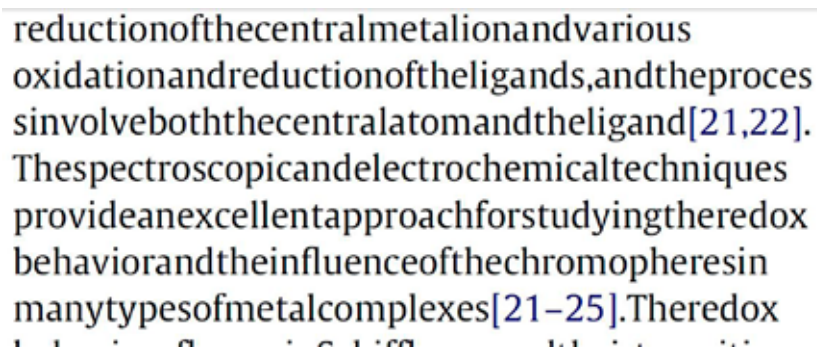 reductionofthecentralmetalionandvarious
oxidationandreductionoftheligands,andtheproces
sinvolveboththecentralatomandtheligand[21,22].
Thespectroscopicandelectrochemicaltechniques
provideanexcellentapproachforstudyingtheredox
behaviorandtheinfluenceofthechromopheresin
manytypesofmetalcomplexes[21–25].Theredox